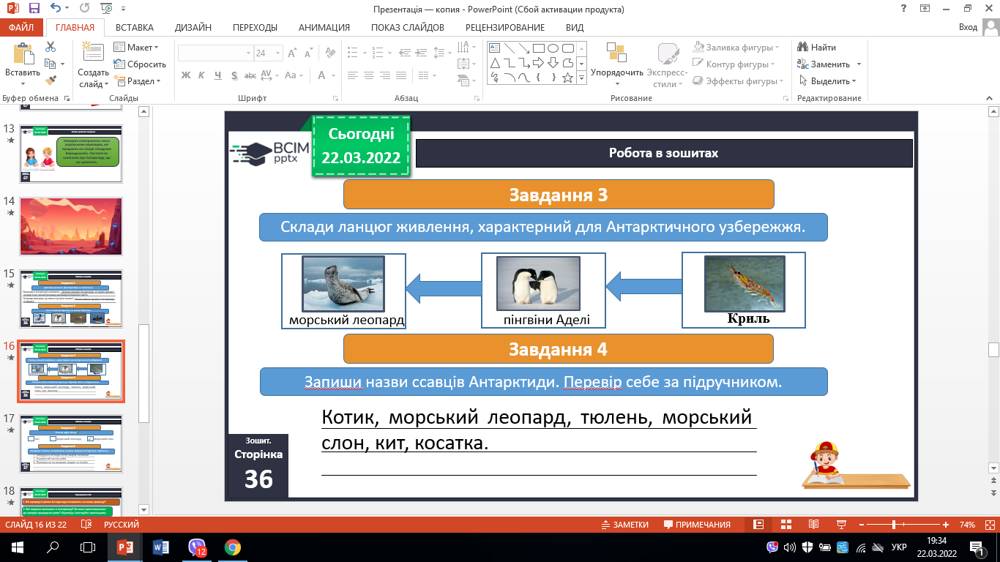 Презентація — копия - PowerPoint (Сбой активации продукта)
ФАЙЛ ГЛАВНАЯ ВСТАВКА ДИЗАЙН ПЕРЕХОДЫ АНИМАЦИЯ ПОКАЗ СЛАЙДОВ РЕЦЕНЗИРОВАНИЕ ВИД Вход
Вставить
Создать слайд
Макет
Сбросить
Раздел
24
Ж К Ч S abc AV Aa А
Упорядочить
Экспресс-стили
Заливка фигуры
Контур фигуры
Эффекты фигуры
Найти
Заменить
Выделить
Буфер обмена Слайды Шрифт Абзац Рисование Редактирование
13
14
15
16
17
18
Сьогодні
22.03.2022
ВСІМ
pptx
Робота в зошитах
Завдання 3
Склади ланцюг живлення, характерний для Антарктичного узбережжя.
морський леопард
пінгвіни Аделі
Криль
Завдання 4
Запиши назви ссавців Антарктиди. Перевір себе за підручником.
Котик, морський леопард, тюлень, морський
слон, кит, косатка.
Зошит.
Сторінка
36
СЛАЙД 16 ИЗ 22 РУССКИЙ ЗАМЕТКИ ПРИМЕЧАНИЯ 74%
12
УКР
19:34
22.03.2022
1